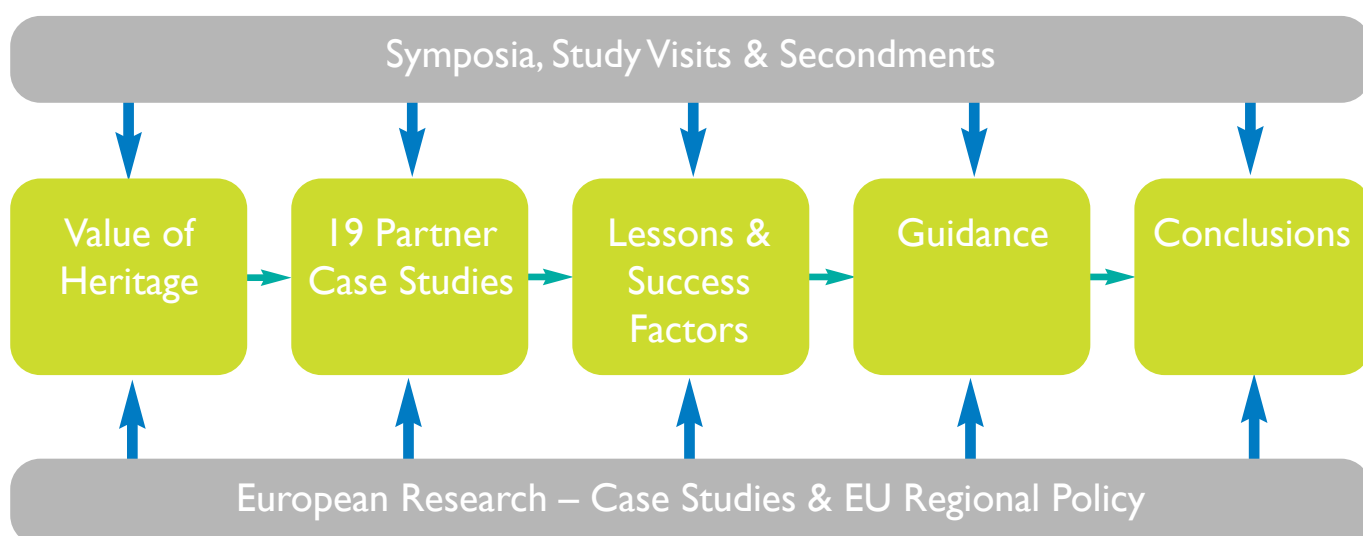 Symposia, Study Visits & Secondments
Value of
Heritage
19 Partner
Case Studies
Lessons &
Success
Factors
Guidance
Conclusions
European Research – Case Studies & EU Regional Policy